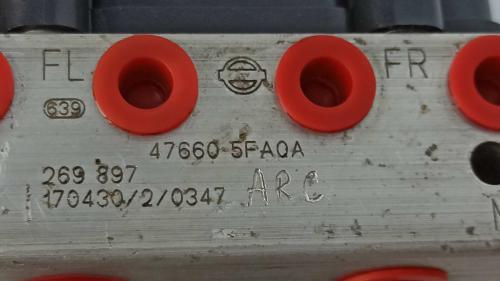 FL FR
639
47660 5FA0A
269 897
170430/2/0347 ARC